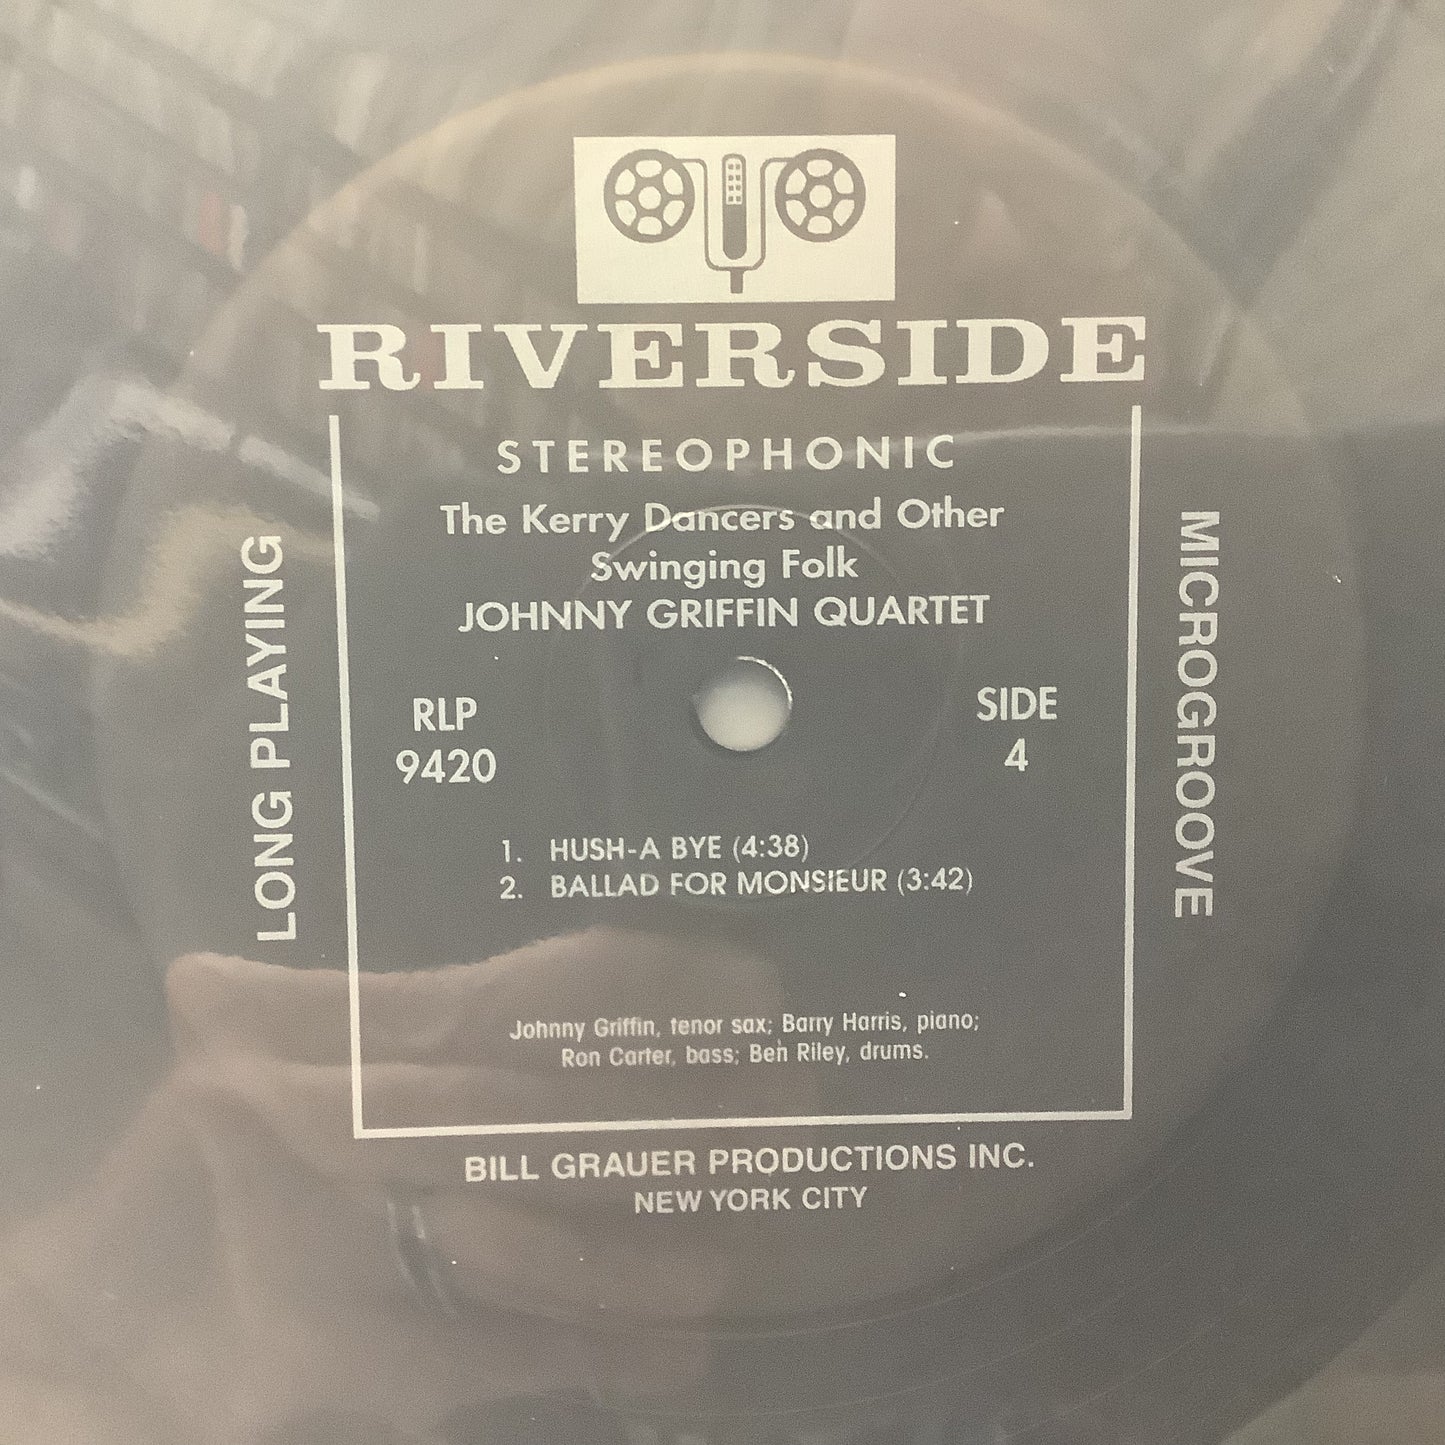 RIVERSIDE
STEREOPHONIC
The Kerry Dancers and Other
Swinging Folk
JOHNNY GRIFFIN QUARTET
LONG PLAYING
MICROGROOVE
RLP
9420
SIDE
4
1. HUSH-A BYE (4:38)
2. BALLAD FOR MONSIEUR (3:42)
Johnny Griffin, tenor sax; Barry Harris, piano;
Ron Carter, bass; Ben Riley, drums.
BILL GRAUER PRODUCTIONS INC.
NEW YORK CITY